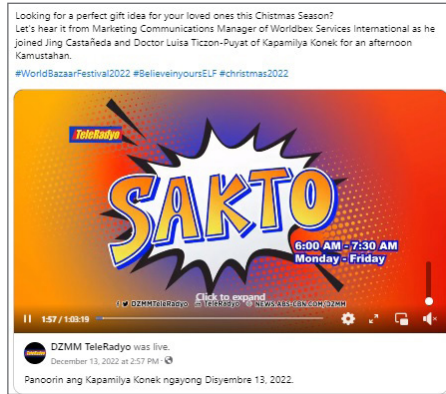 Looking for a perfect gift idea for your loved ones this Chistmas Season?
Let's hear it from Marketing Communications Manager of Worldbex Services International as he
joined Jing Castañeda and Doctor Luisa Ticzon-Puyat of Kapamilya Konek for an afternoon
Kamustahan.
#WorldBazaarFestival2022 #BelieveinyoursELF #christmas2022
TeleRadyo
SAKTO
6:00 AM - 7:30 AM
Monday - Friday
DZMMTeleRadyo TeleRadyo NEWS.ABS-CBN.COM/DZMM
Click to expand
1:57 / 1:03:19
DZMM TeleRadyo was live.
December 13, 2022 at 2:57 PM ·
Panoorin ang Kapamilya Konek ngayong Disyembre 13, 2022.